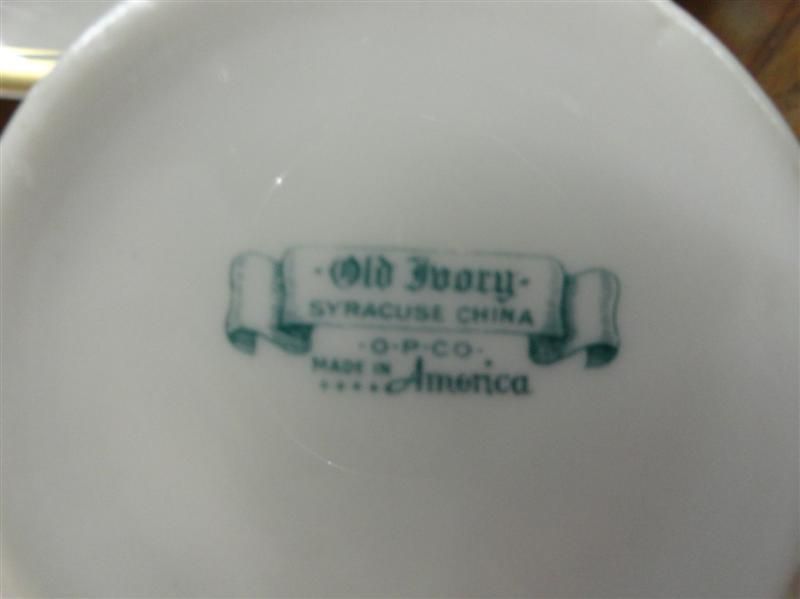 ·Old Ivory·
SYRACUSE CHINA
·O·P·CO·
MADE IN America